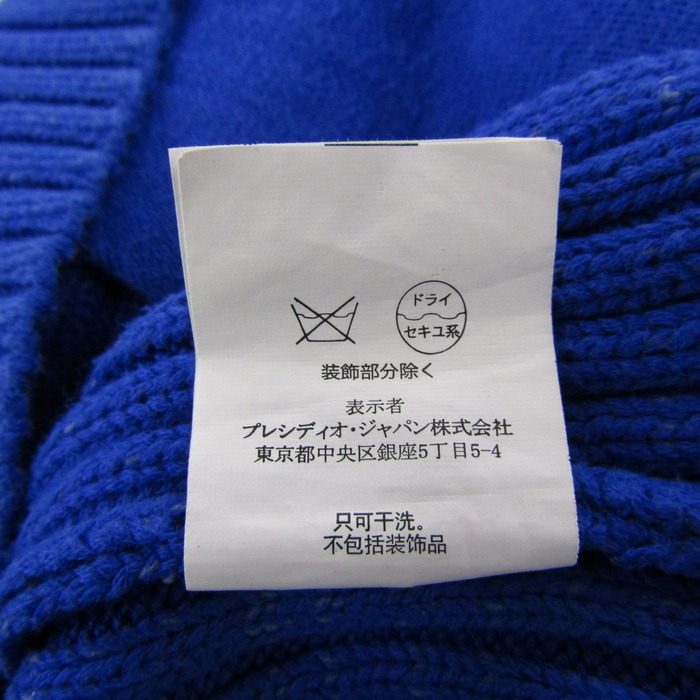 ドライ
セキユ系
装飾部分除く
表示者
プレシディオ・ジャパン株式会社
東京都中央区銀座5丁目5-4
只可干洗。
不包括装饰品